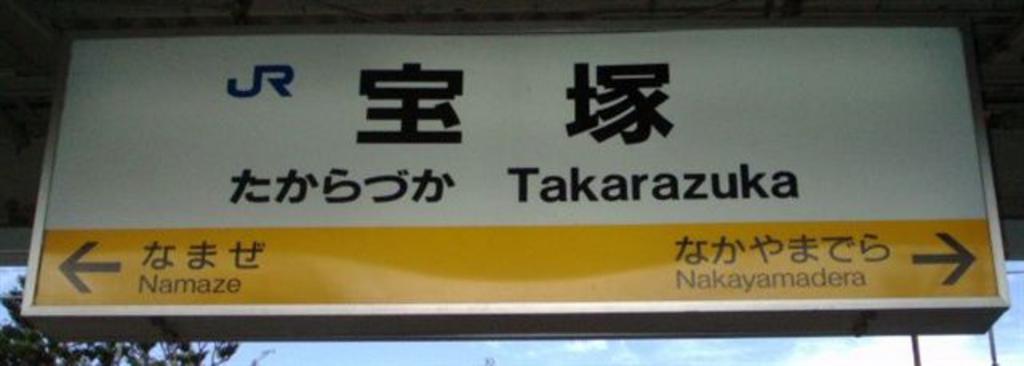 JR 宝塚
たからづか Takarazuka
← なまぜ なかやまでら →
Namaze Nakayamadera